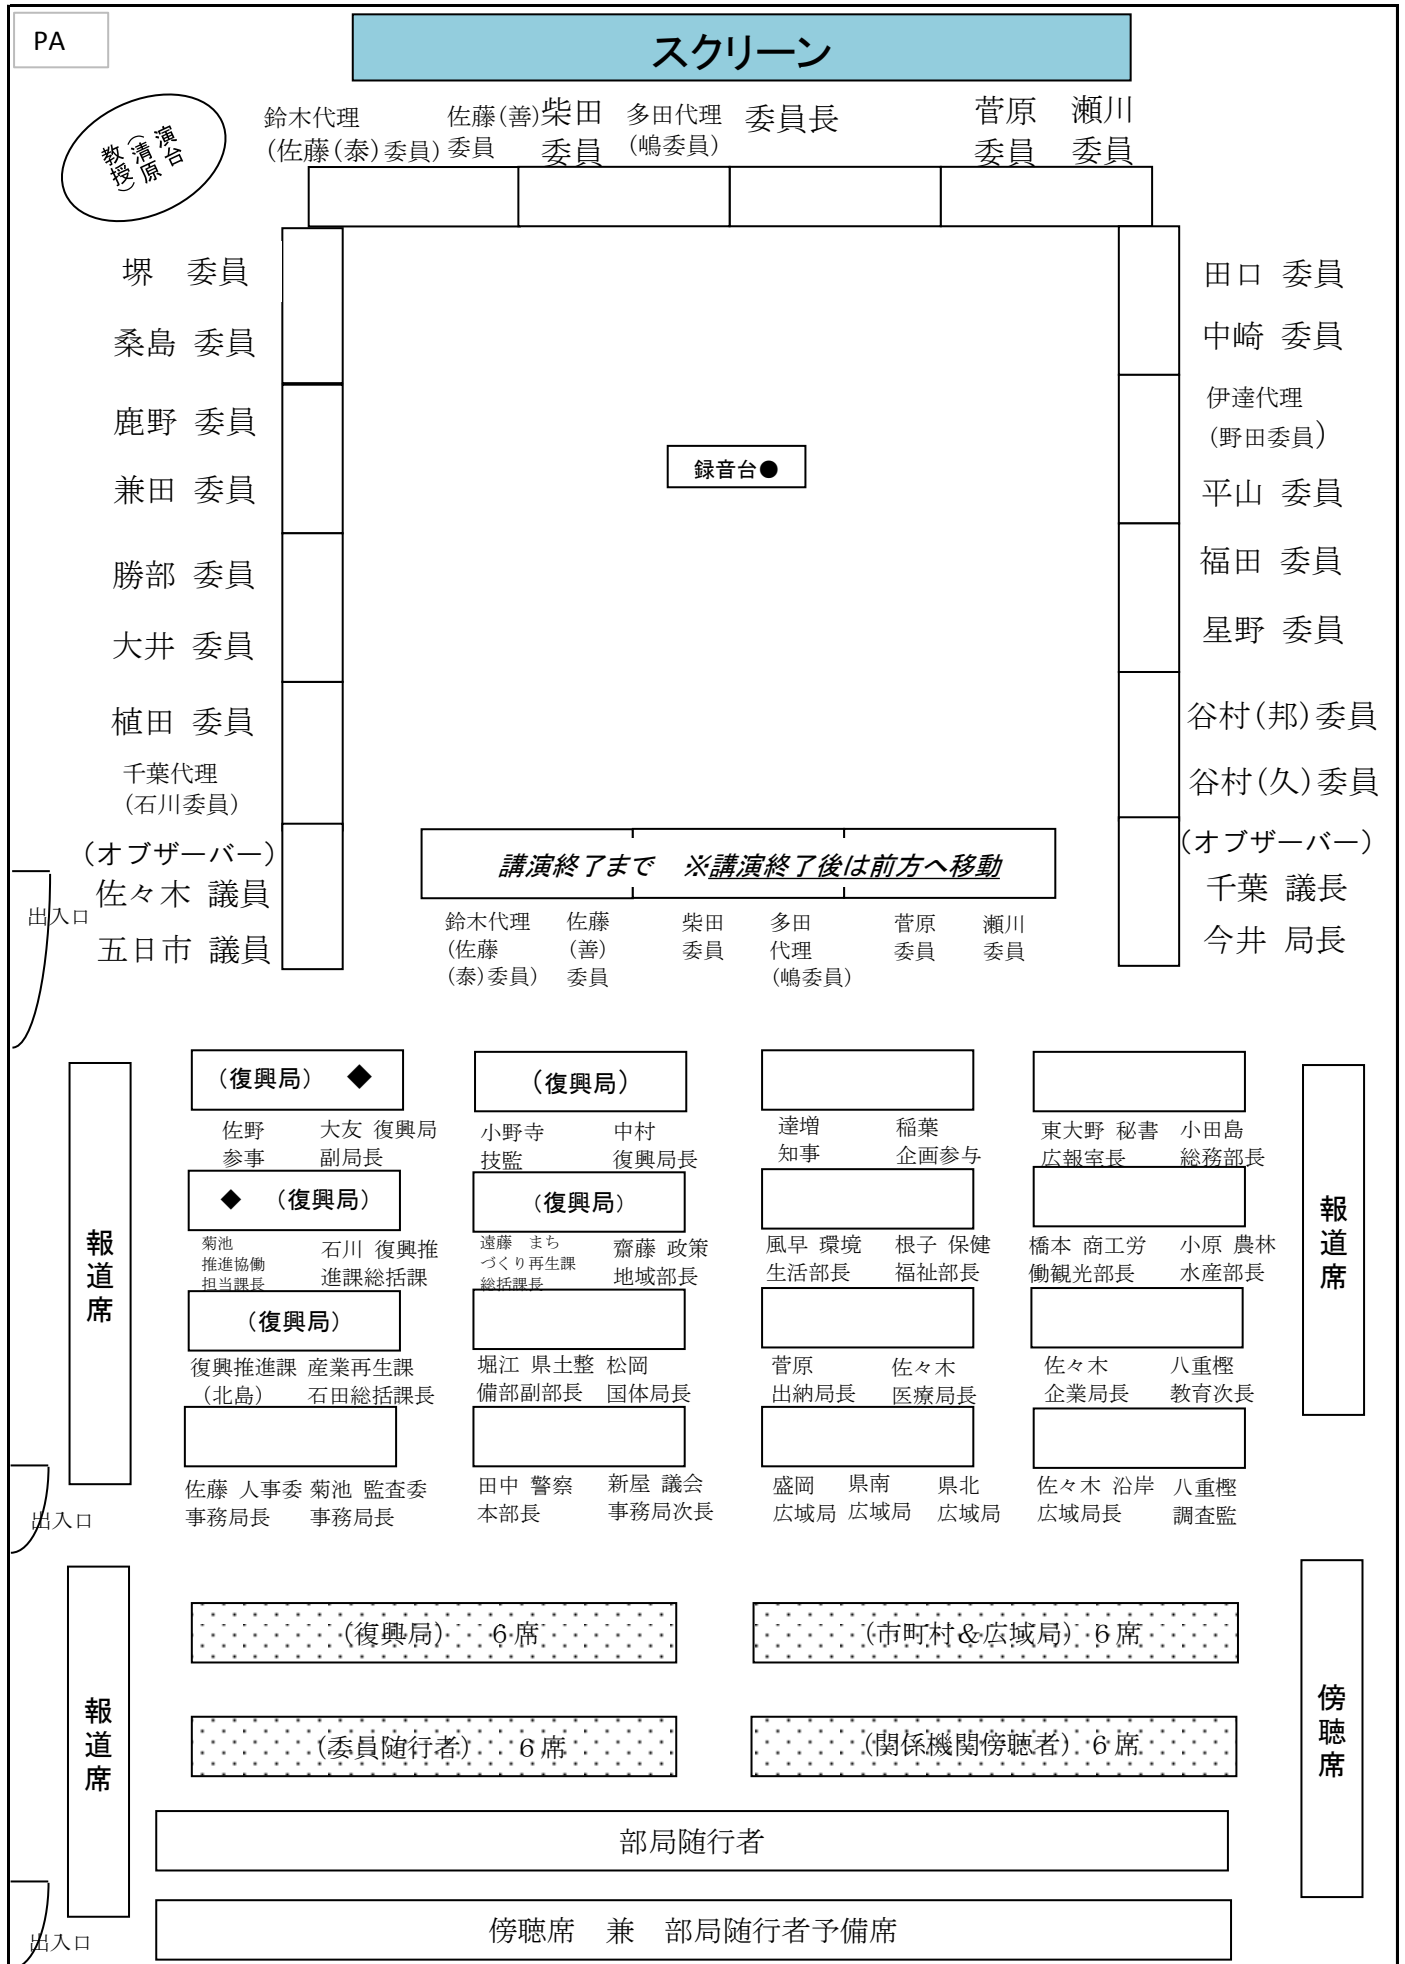 PA
スクリーン
鈴木代理
(佐藤(泰)委員)
佐藤(善)
委員
柴田
委員
多田代理
(嶋委員)
委員長
菅原
委員
瀬川
委員
演台
(清原
教授)
堺　委員
桑島 委員
鹿野 委員
兼田 委員
勝部 委員
大井 委員
植田 委員
千葉代理
(石川委員)
(オブザーバー)
佐々木 議員
五日市 議員
録音台●
田口 委員
中崎 委員
伊達代理
(野田委員)
平山 委員
福田 委員
星野 委員
谷村(邦)委員
谷村(久)委員
(オブザーバー)
千葉 議長
今井 局長
講演終了まで　※講演終了後は前方へ移動
鈴木代理
(佐藤
(泰)委員)
佐藤
(善)
委員
柴田
委員
多田
代理
(嶋委員)
菅原
委員
瀬川
委員
出入口
報道席
報道席
(復興局)　◆
(復興局)
佐野
参事
大友 復興局
副局長
小野寺
技監
中村
復興局長
達増
知事
稲葉
企画参与
東大野 秘書
広報室長
小田島
総務部長
◆　(復興局)
(復興局)
菊池
推進協働
担当課長
石川 復興推
進課総括課
遠藤　まち
づくり再生課
総括課長
齋藤 政策
地域部長
風早 環境
生活部長
根子 保健
福祉部長
橋本 商工労
働観光部長
小原 農林
水産部長
(復興局)
復興推進課
(北島)
産業再生課
石田総括課長
堀江 県土整
備部副部長
松岡
国体局長
菅原
出納局長
佐々木
医療局長
佐々木
企業局長
八重樫
教育次長
佐藤 人事委
事務局長
菊池 監査委
事務局長
田中 警察
本部長
新屋 議会
事務局次長
盛岡
広域局
県南
広域局
県北
広域局
佐々木 沿岸
広域局長
八重樫
調査監
出入口
報道席
傍聴席
(復興局)　6席
(市町村＆広域局) 6席
(委員随行者)　6席
(関係機関傍聴者) 6席
部局随行者
傍聴席　兼　部局随行者予備席
出入口